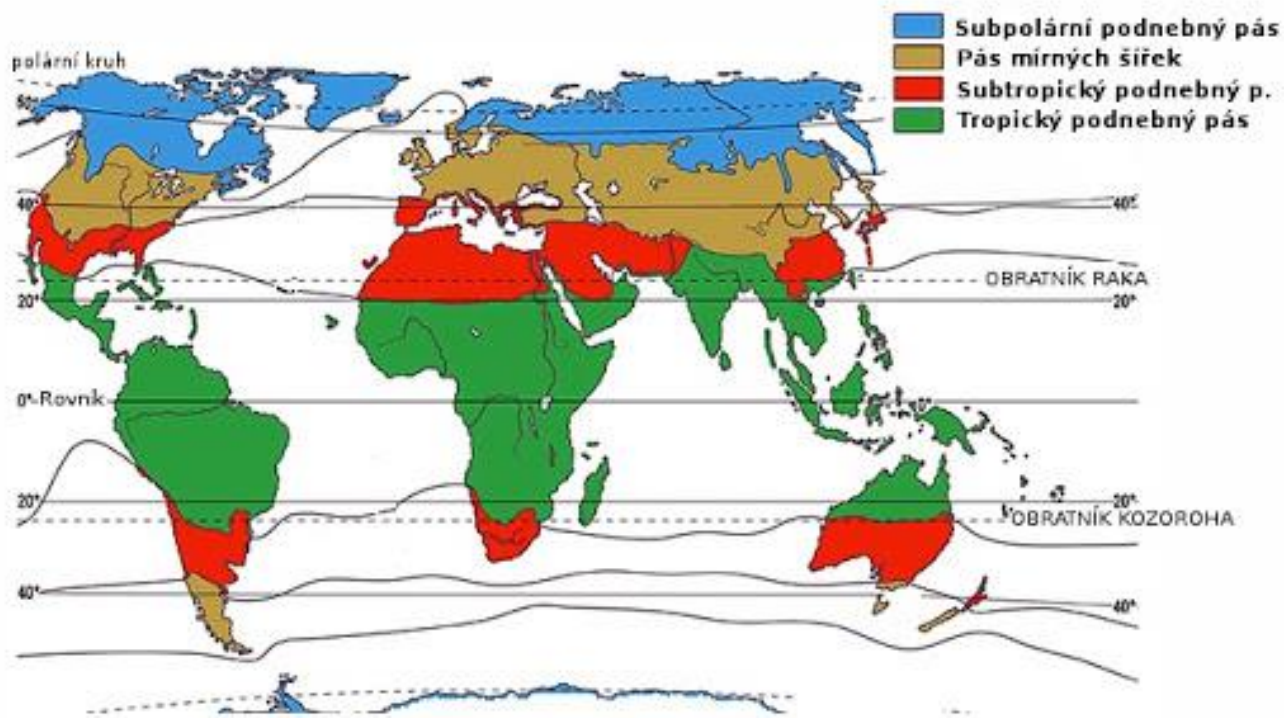 Subpolární podnebný pás
Pás mírných šířek
Subtropický podnebný p.
Tropický podnebný pás
polární kruh
40° 40°
OBRATNÍK RAKA
20° 20°
0° Rovník
20° 20°
OBRATNÍK KOZOROHA
40° 40°